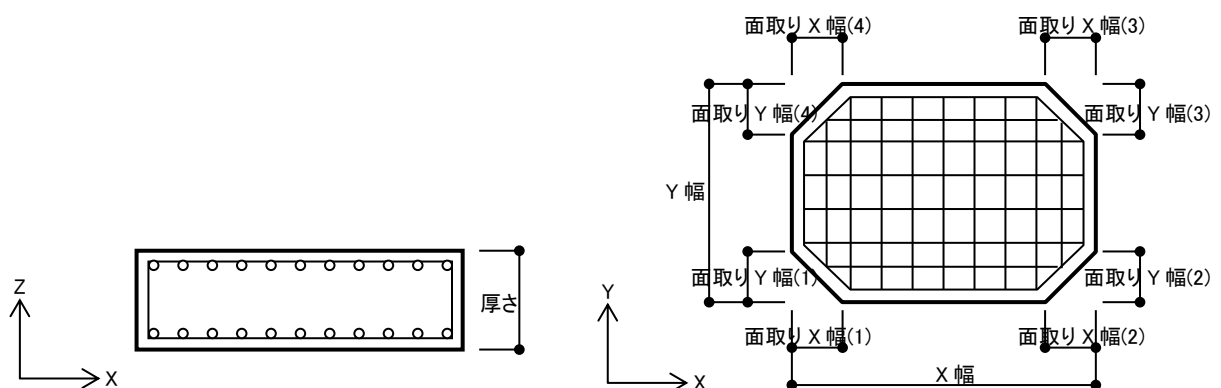 Z
厚さ
X
面取り X 幅(4)
面取り X 幅(3)
面取り Y 幅(4)
面取り Y 幅(3)
Y 幅
面取り Y 幅(1)
面取り Y 幅(2)
Y
面取り X 幅(1)
面取り X 幅(2)
X 幅
X